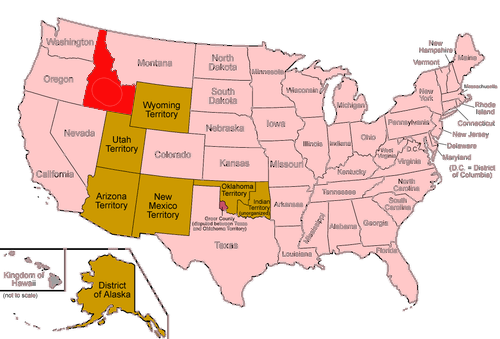 Washington
Oregon
California
Nevada
Montana
Wyoming
Territory
Utah
Territory
Colorado
Arizona
Territory
New
Mexico
Territory
North
Dakota
South
Dakota
Nebraska
Kansas
Oklahoma
Territory
Indian
Territory
(unorganized)
Greer County
(disputed between Texas
and Oklahoma Territory)
Texas
Minnesota
Iowa
Missouri
Arkansas
Louisiana
Wisconsin
Illinois
Michigan
Indiana
Ohio
Kentucky
Tennessee
Mississippi
Alabama
Georgia
Florida
South
Carolina
North
Carolina
Virginia
West
Virginia
D.C.
Pennsylvania
New
York
Vermont
New
Hampshire
Maine
Massachusetts
Rhode
Island
Connecticut
New Jersey
Delaware
Maryland
(D.C. = District
of Columbia)
Kingdom of
Hawaii
(not to scale)
District
of Alaska